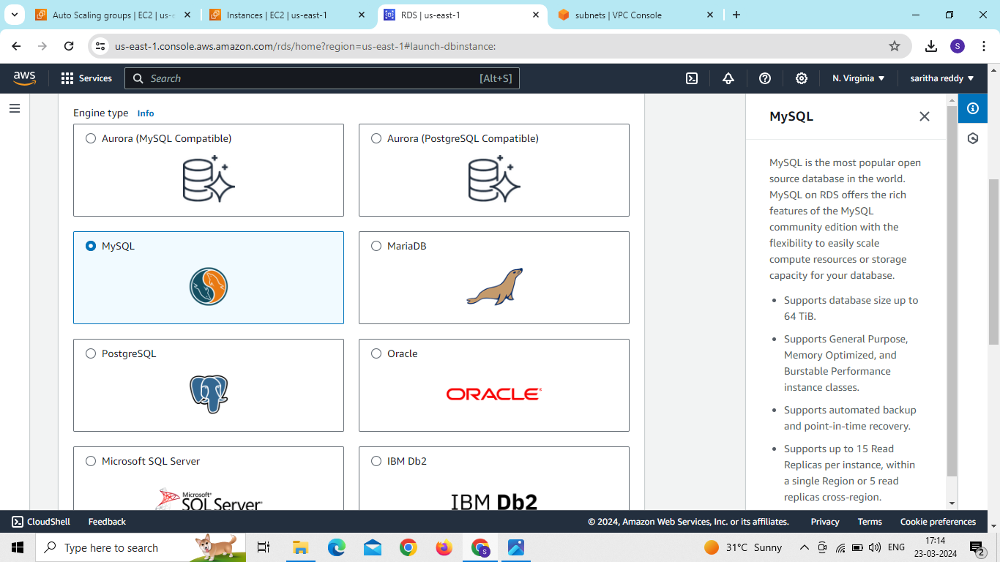 Auto Scaling groups | EC2 | us-e
Instances | EC2 | us-east-1
RDS | us-east-1
subnets | VPC Console
us-east-1.console.aws.amazon.com/rds/home?region=us-east-1#launch-dbinstance:
S
aws
Services
Search
[Alt+S]
N. Virginia
saritha reddy
Engine type
Info
Aurora (MySQL Compatible)
Aurora (PostgreSQL Compatible)
MySQL
MariaDB
PostgreSQL
Oracle
ORACLE
Microsoft SQL Server
IBM Db2
Microsoft®
SQL Server
IBM Db2
MySQL
MySQL is the most popular open
source database in the world.
MySQL on RDS offers the rich
features of the MySQL
community edition with the
flexibility to easily scale
compute resources or storage
capacity for your database.
• Supports database size up to
64 TiB.
• Supports General Purpose,
Memory Optimized, and
Burstable Performance
instance classes.
• Supports automated backup
and point-in-time recovery.
• Supports up to 15 Read
Replicas per instance, within
a single Region or 5 read
replicas cross-region.
CloudShell
Feedback
© 2024, Amazon Web Services, Inc. or its affiliates.
Privacy
Terms
Cookie preferences
Type here to search
S
31°C Sunny
ENG
17:14
23-03-2024
2